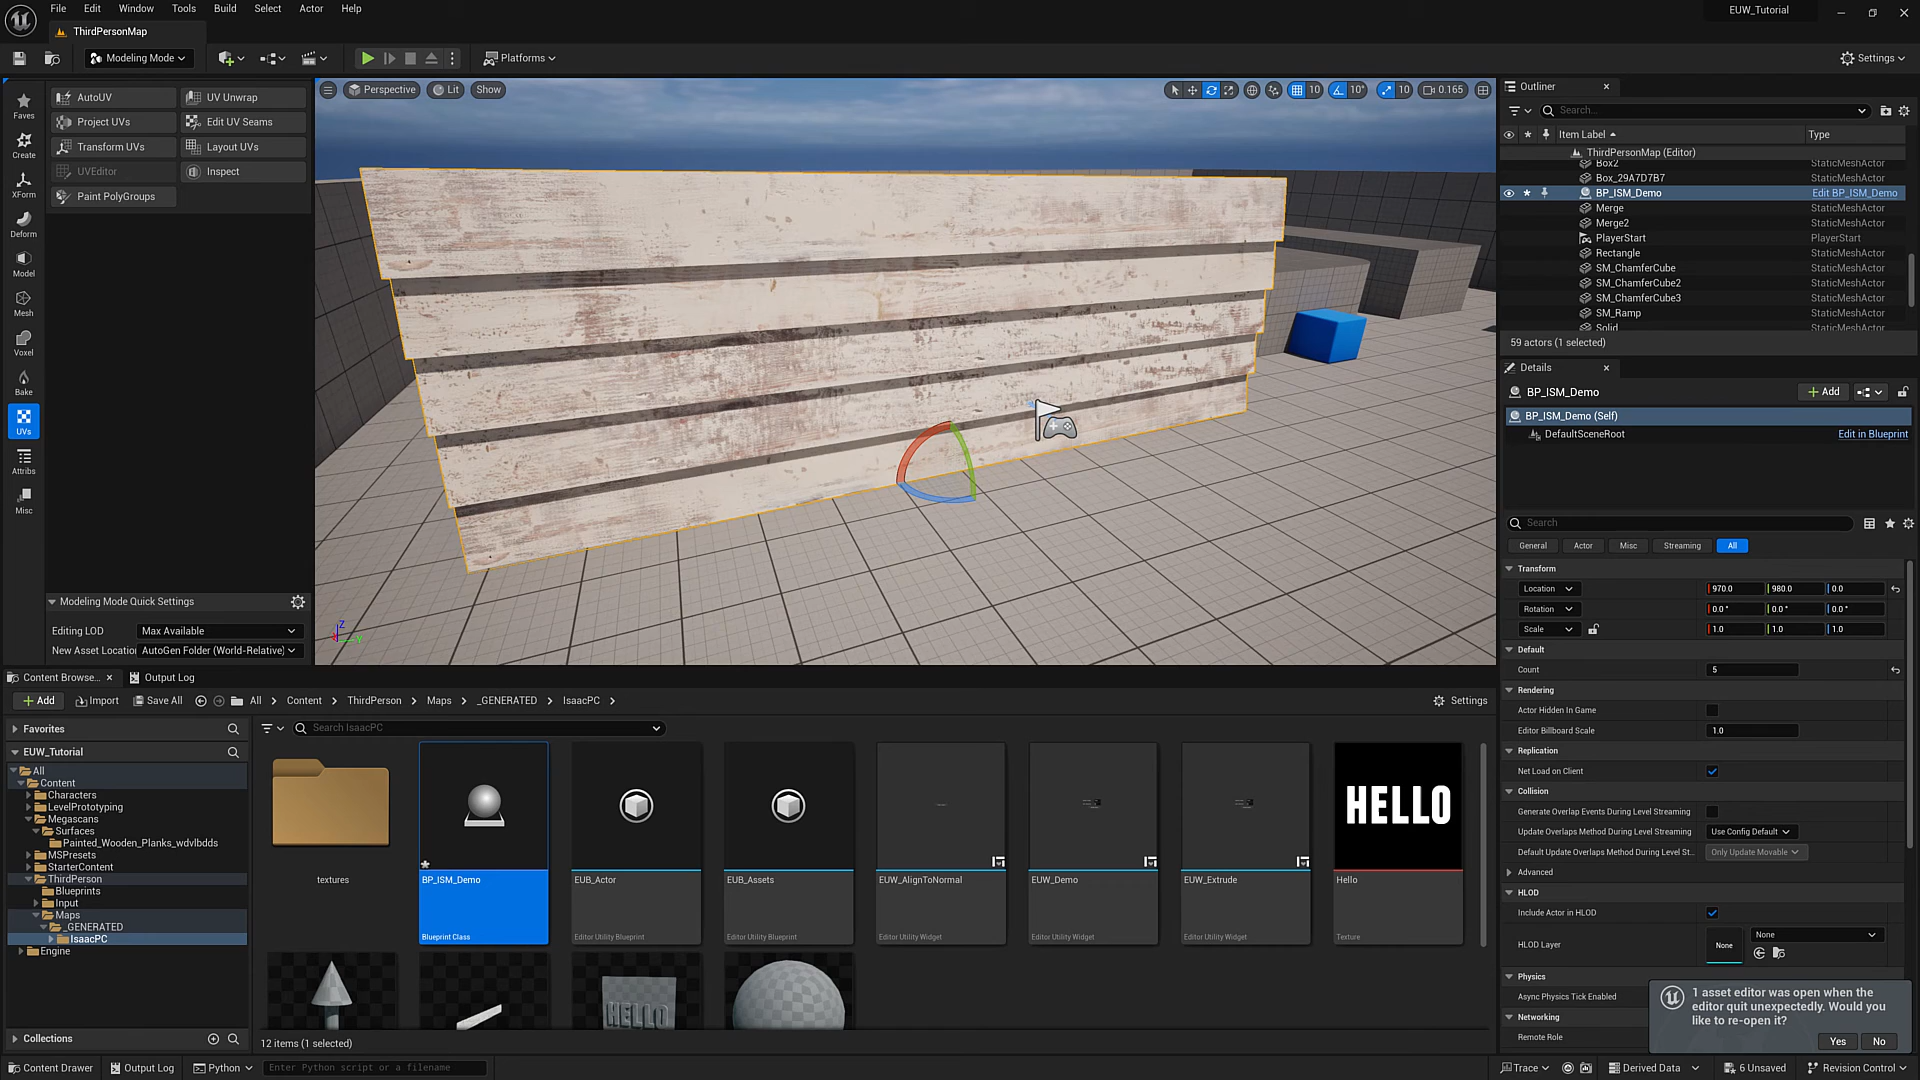 File Edit Window Tools Build Select Actor Help
EUW_Tutorial
ThirdPersonMap
Modeling Mode
Platforms
Settings
Faves
Create
XForm
Deform
Model
Mesh
Voxel
Bake
UVs
Attribs
Misc
AutoUV
UV Unwrap
Project UVs
Edit UV Seams
Transform UVs
Layout UVs
UVEditor
Inspect
Paint PolyGroups
Modeling Mode Quick Settings
Editing LOD
Max Available
New Asset Location
AutoGen Folder (World-Relative)
Perspective
Lit
Show
10
10°
10
0.165
Z
Y
Outliner
Search...
Item Label
Type
ThirdPersonMap (Editor)
Box2 StaticMeshActor
Box_29A7D7B7 StaticMeshActor
BP_ISM_Demo Edit BP_ISM_Demo
Merge StaticMeshActor
Merge2 StaticMeshActor
PlayerStart PlayerStart
Rectangle StaticMeshActor
SM_ChamferCube StaticMeshActor
SM_ChamferCube2 StaticMeshActor
SM_ChamferCube3 StaticMeshActor
SM_Ramp StaticMeshActor
Solid StaticMeshActor
59 actors (1 selected)
Details
BP_ISM_Demo
Add
BP_ISM_Demo (Self)
DefaultSceneRoot
Edit in Blueprint
Search
General Actor Misc Streaming All
Transform
Location 970.0 980.0 0.0
Rotation 0.0° 0.0° 0.0°
Scale 1.0 1.0 1.0
Default
Count 5
Rendering
Actor Hidden In Game
Editor Billboard Scale 1.0
Replication
Net Load on Client
Collision
Generate Overlap Events During Level Streaming
Update Overlaps Method During Level Streaming Use Config Default
Default Update Overlaps Method During Level St... Only Update Movable
Advanced
HLOD
Include Actor in HLOD
HLOD Layer None None
Physics
Async Physics Tick Enabled
Networking
Remote Role
1 asset editor was open when the
editor quit unexpectedly. Would you
like to re-open it?
Yes No
Content Browse...
Output Log
Add Import Save All All Content ThirdPerson Maps _GENERATED IsaacPC
Settings
Favorites
EUW_Tutorial
All
Content
Characters
LevelPrototyping
Megascans
Surfaces
Painted_Wooden_Planks_wdvlbdds
MSPresets
StarterContent
ThirdPerson
Blueprints
Input
Maps
_GENERATED
IsaacPC
Engine
Collections
Search IsaacPC
textures
BP_ISM_Demo
Blueprint Class
EUB_Actor
Editor Utility Blueprint
EUB_Assets
Editor Utility Blueprint
EUW_AlignToNormal
Editor Utility Widget
EUW_Demo
Editor Utility Widget
EUW_Extrude
Editor Utility Widget
HELLO
Hello
Texture
HELLO
12 items (1 selected)
Content Drawer
Output Log
Python
Enter Python script or a filename
Trace
Derived Data
6 Unsaved
Revision Control